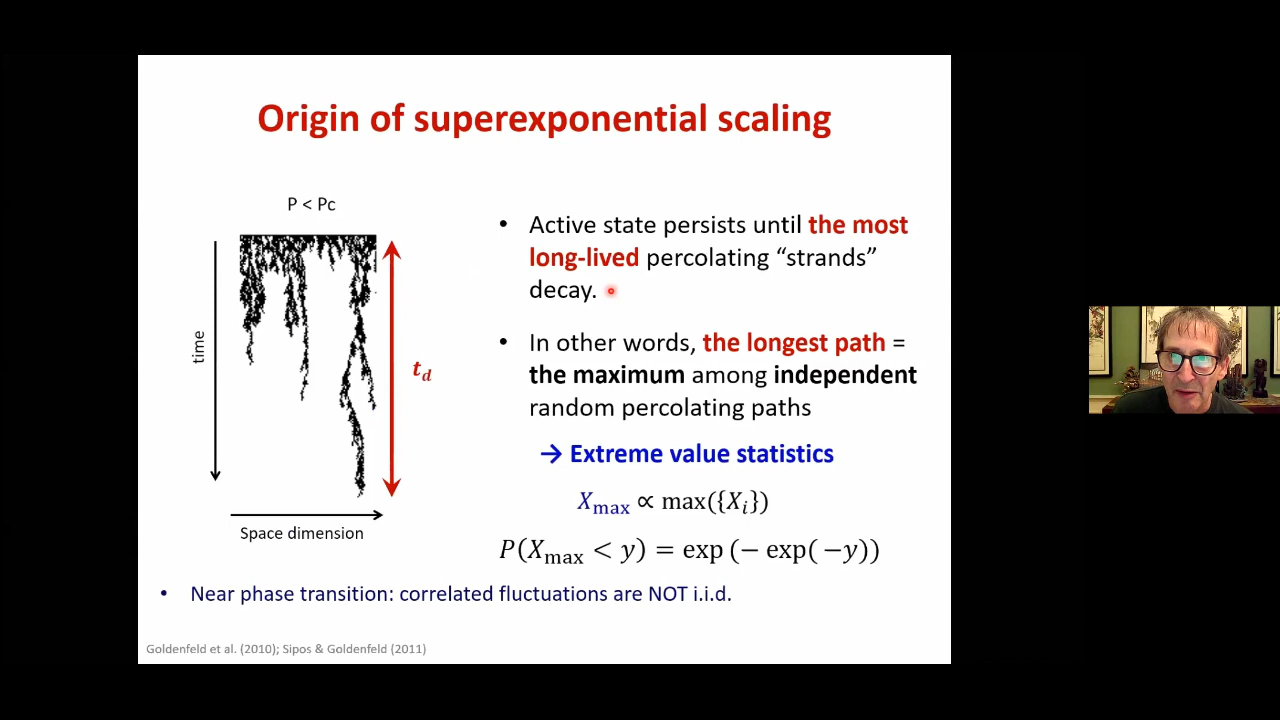 Origin of superexponential scaling
P < Pc
time
t_d
Space dimension
• Active state persists until the most
long-lived percolating “strands”
decay.
• In other words, the longest path =
the maximum among independent
random percolating paths
→ Extreme value statistics
X_max ∝ max({X_i})
P(X_max < y) = exp (− exp( −y))
• Near phase transition: correlated fluctuations are NOT i.i.d.
Goldenfeld et al. (2010); Sipos & Goldenfeld (2011)